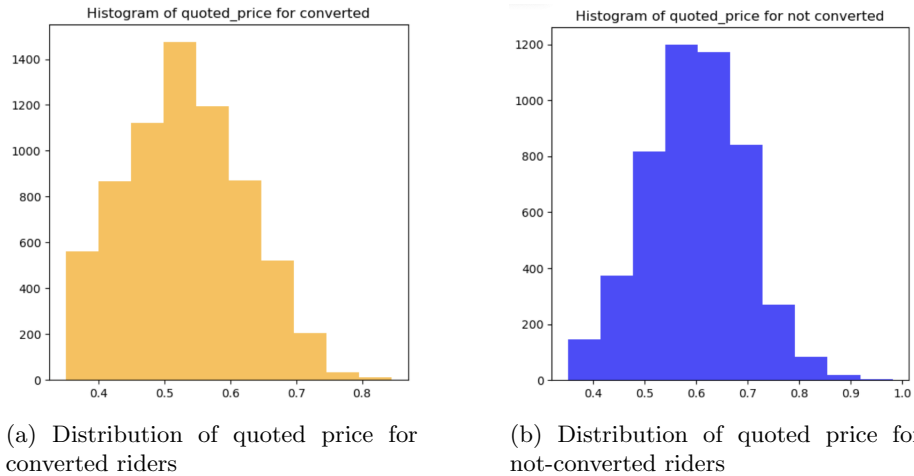 Histogram of quoted_price for converted
1400
1200
1000
800
600
400
200
0
0.4 0.5 0.6 0.7 0.8
(a) Distribution of quoted price for
converted riders
Histogram of quoted_price for not converted
1200
1000
800
600
400
200
0
0.4 0.5 0.6 0.7 0.8 0.9 1.0
(b) Distribution of quoted price fo
not-converted riders